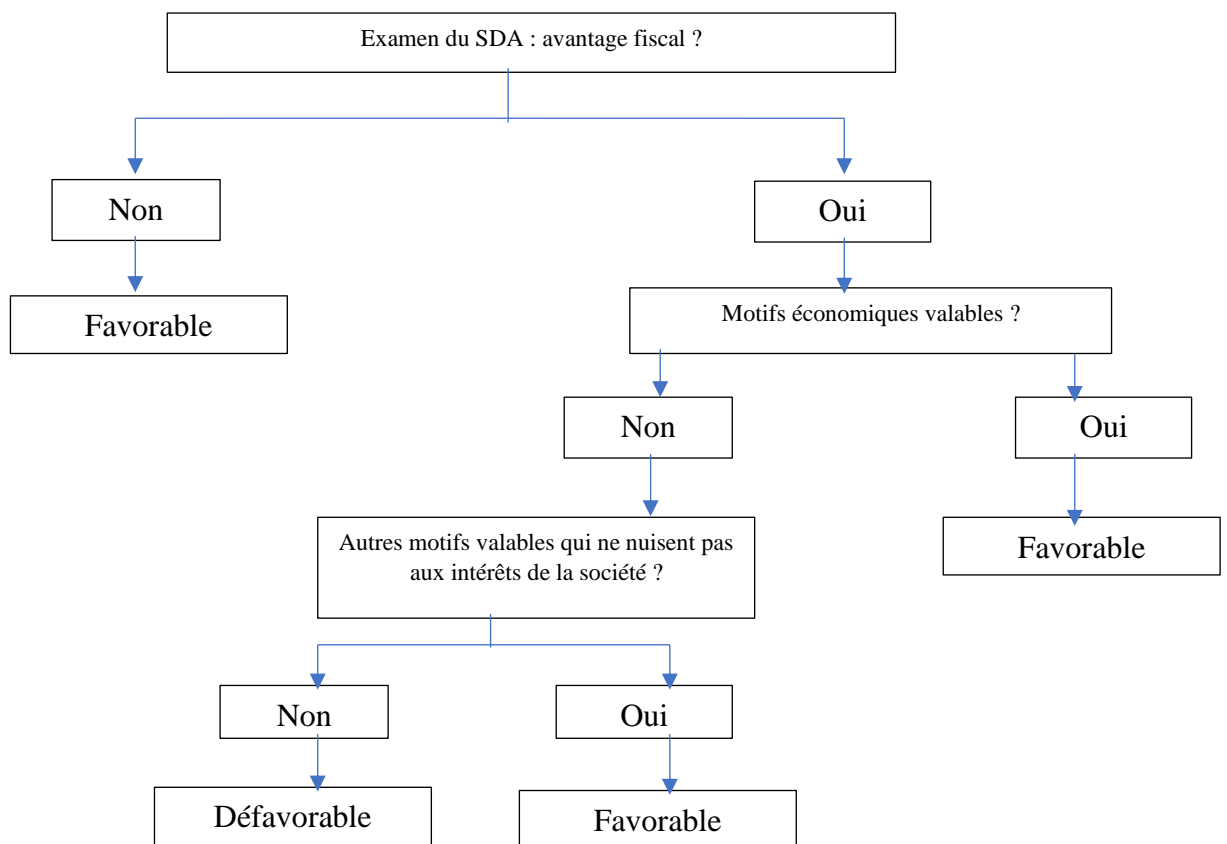 Examen du SDA : avantage fiscal ?
Non
Oui
Favorable
Motifs économiques valables ?
Non
Oui
Autres motifs valables qui ne nuisent pas
aux intérêts de la société ?
Favorable
Non
Oui
Défavorable
Favorable